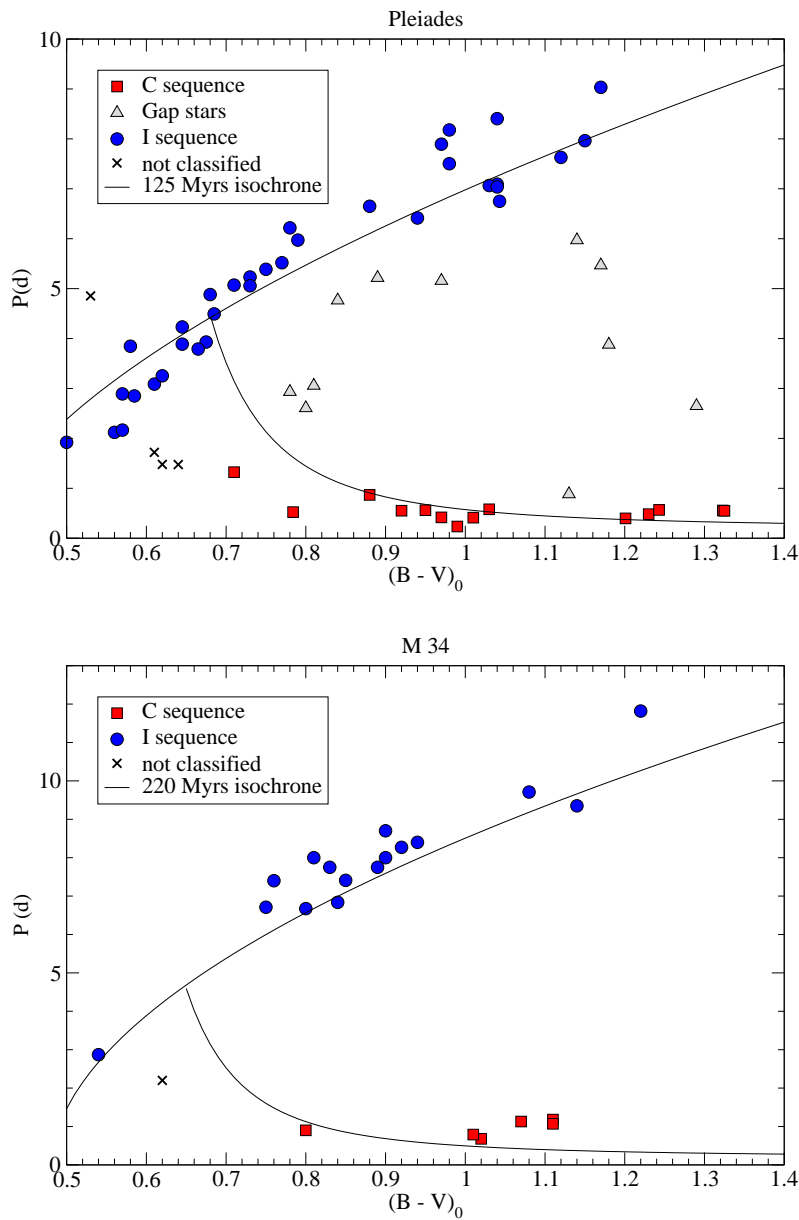 Pleiades
10
C sequence
Gap stars
I sequence
not classified
125 Myrs isochrone
P(d)
5
0
0.5 0.6 0.7 0.8 0.9 1 1.1 1.2 1.3 1.4
(B - V)0
M 34
C sequence
I sequence
not classified
220 Myrs isochrone
10
P (d)
5
0
0.5 0.6 0.7 0.8 0.9 1 1.1 1.2 1.3 1.4
(B - V)0